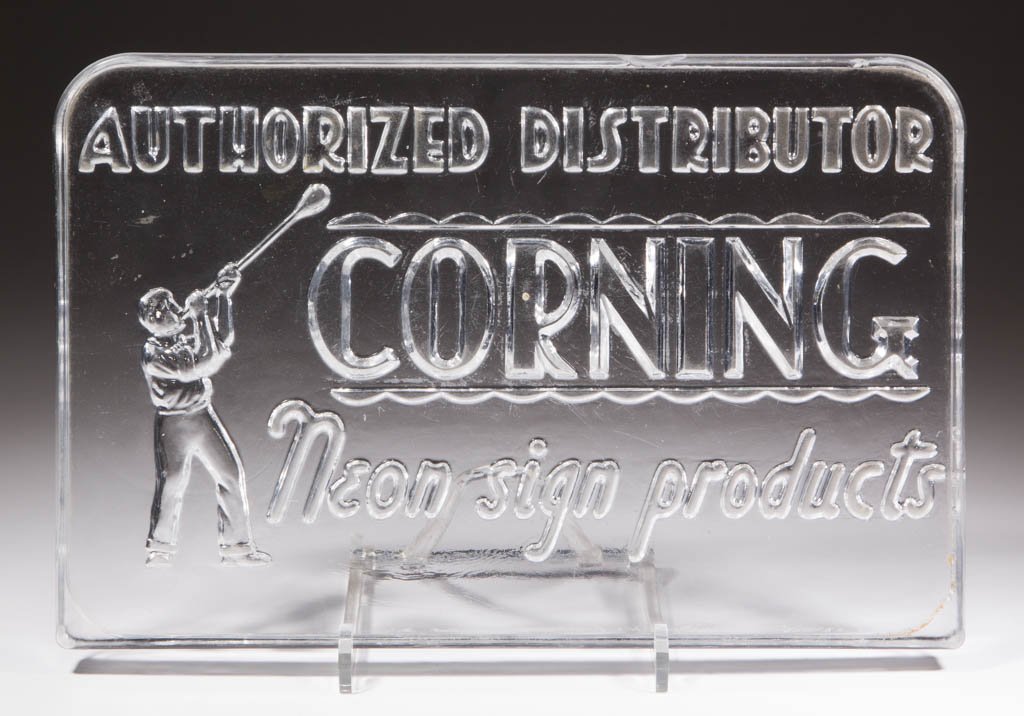 AUTHORIZED DISTRIBUTOR
CORNING
Neon sign products